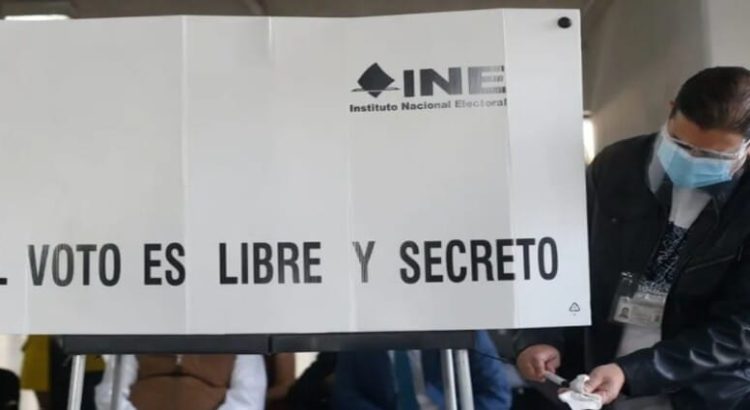 INE
Instituto Nacional Electoral
L VOTO ES LIBRE Y SECRETO